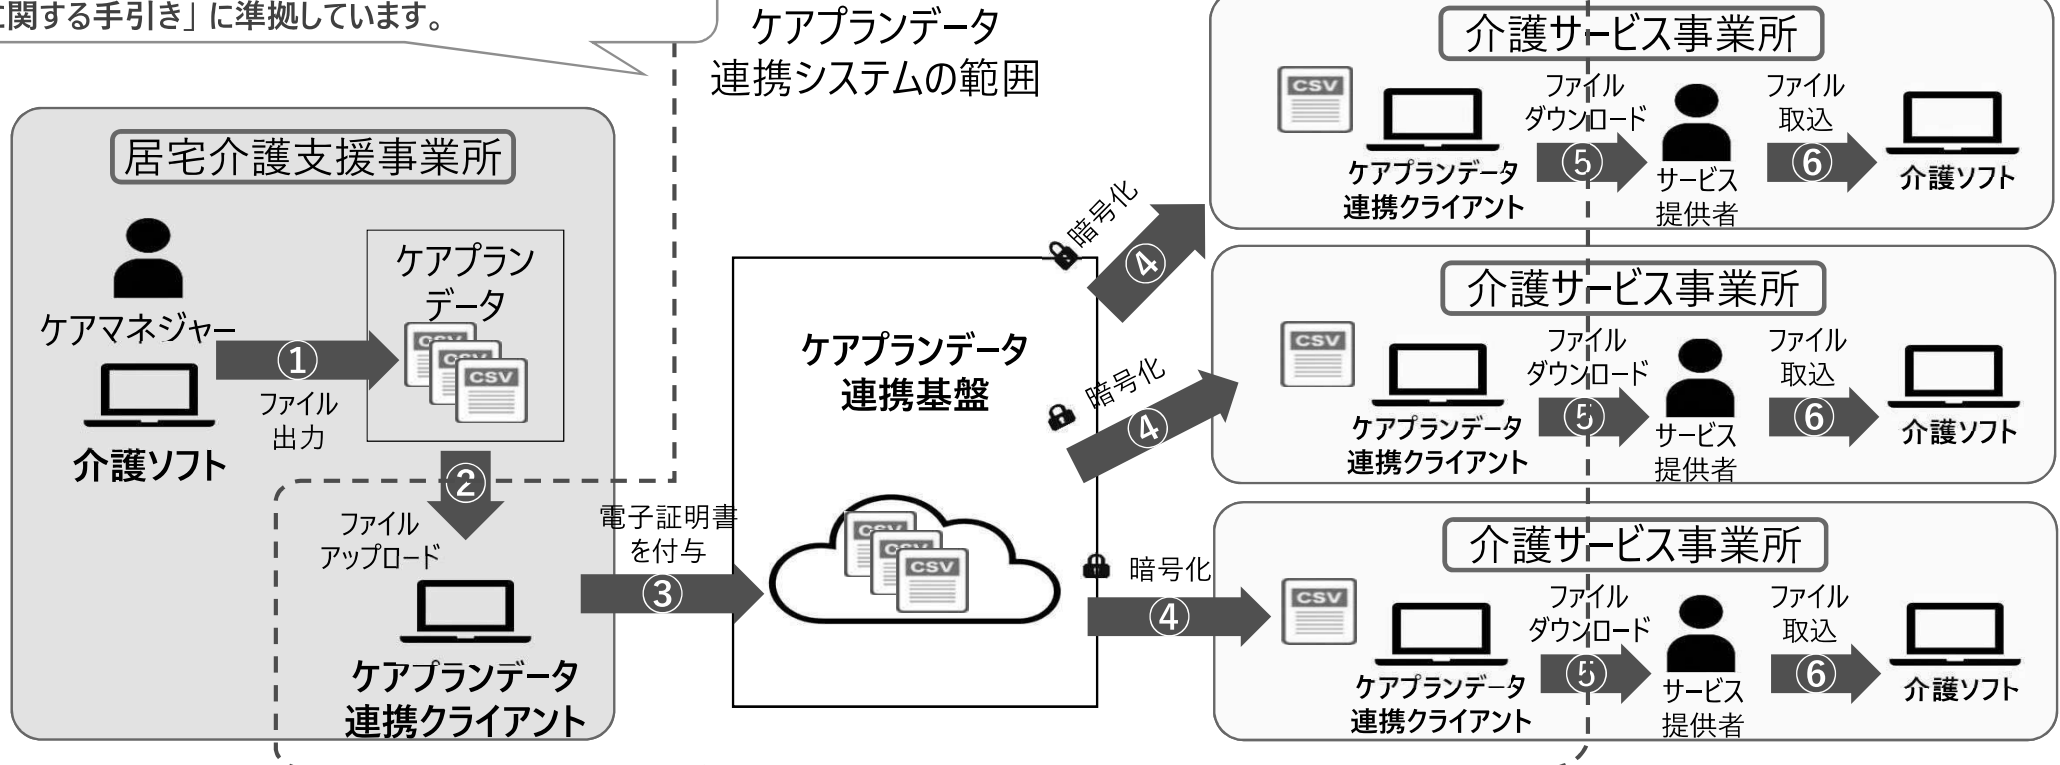 に関する手引き」に準拠しています。
ケアプランデータ
連携システムの範囲
居宅介護支援事業所
ケアマネジャー
介護ソフト
①
ファイル
出力
ケアプラン
データ
CSV
CSV
CSV
②
ファイル
アップロード
ケアプランデータ
連携クライアント
電子証明書
を付与
③
ケアプランデータ
連携基盤
CSV
CSV
CSV
暗号化
④
暗号化
④
暗号化
④
介護サービス事業所
CSV
ケアプランデータ
連携クライアント
ファイル
ダウンロード
⑤
サービス
提供者
ファイル
取込
⑥
介護ソフト
介護サービス事業所
CSV
ケアプランデータ
連携クライアント
ファイル
ダウンロード
⑤
サービス
提供者
ファイル
取込
⑥
介護ソフト
介護サービス事業所
CSV
ケアプランデータ
連携クライアント
ファイル
ダウンロード
⑤
サービス
提供者
ファイル
取込
⑥
介護ソフト